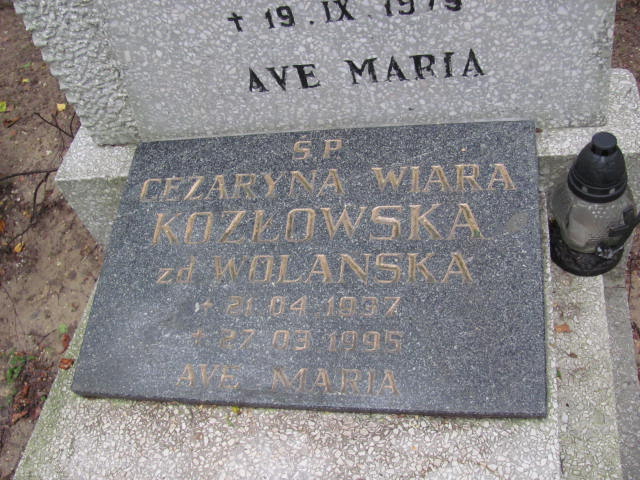 + 19.IX.1979
AVE MARIA
Ś.P.
CEZARYNA WIARA
KOZŁOWSKA
zd WOLAŃSKA
* 21 04 1937
+ 27 03 1995
AVE MARIA